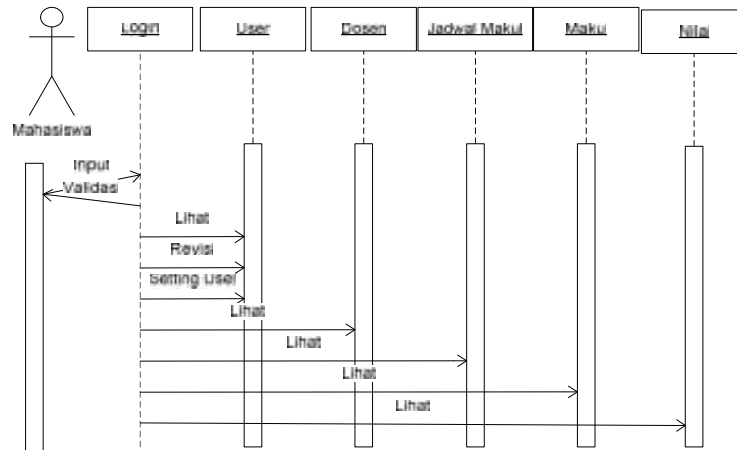 Login
User
Dosen
Jadwal Makul
Makul
Nilai
Mahasiswa
Input
Validasi
Lihat
Revisi
Setting User
Lihat
Lihat
Lihat
Lihat